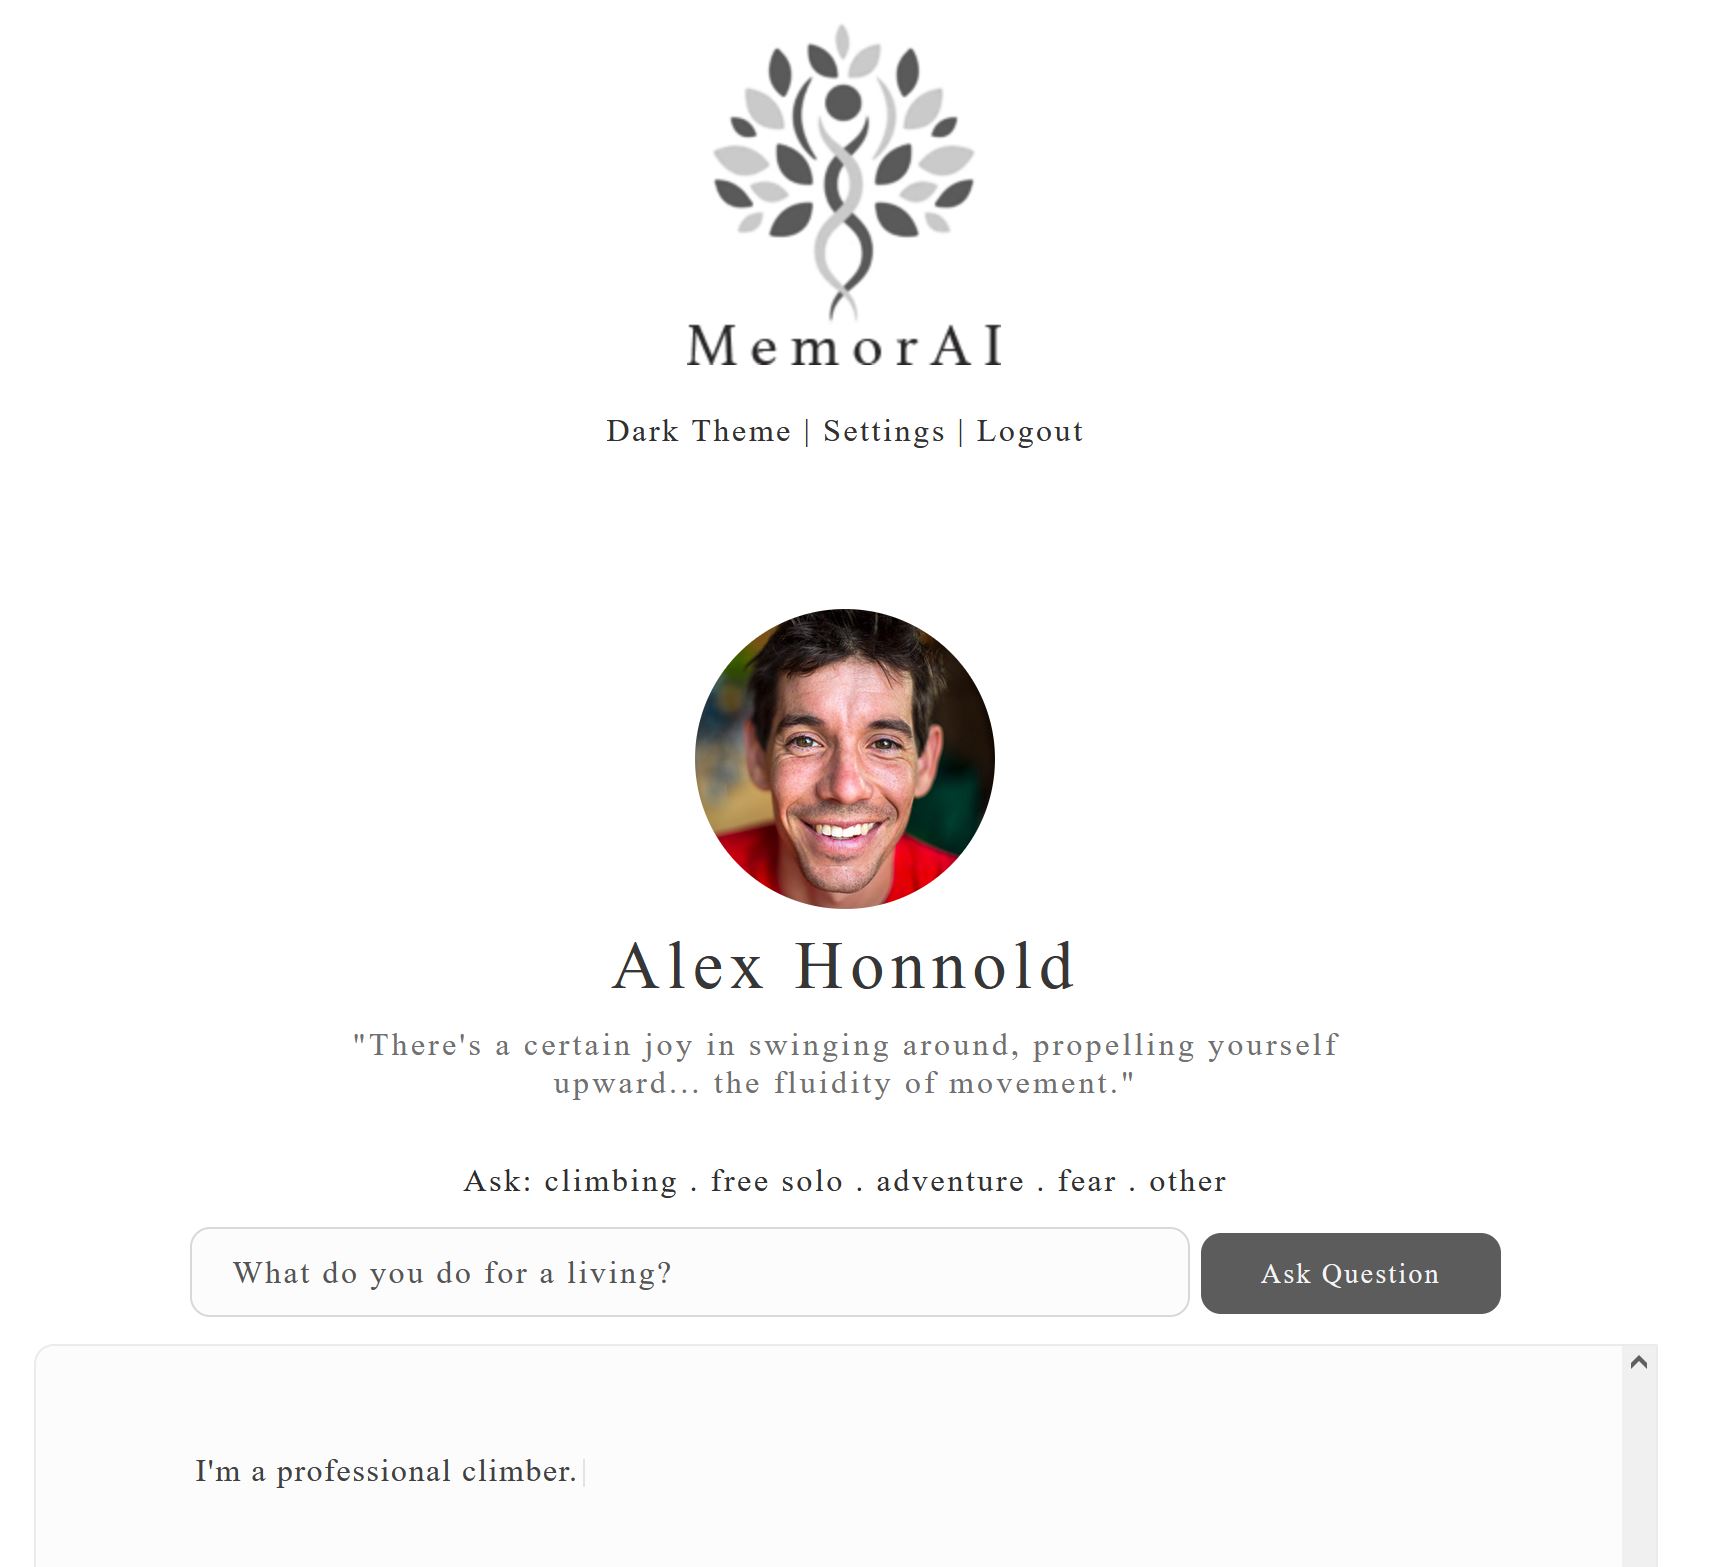 MemorAI
Dark Theme | Settings | Logout
Alex Honnold
"There's a certain joy in swinging around, propelling yourself
upward... the fluidity of movement."
Ask: climbing . free solo . adventure . fear . other
What do you do for a living?
Ask Question
I'm a professional climber.